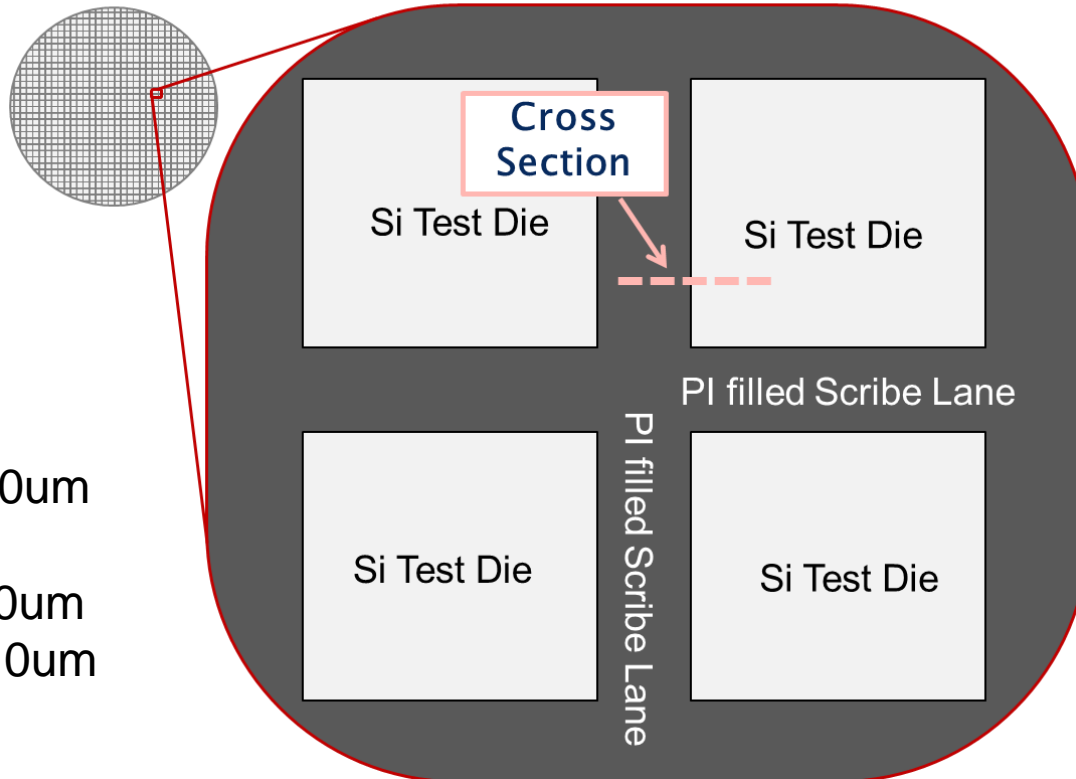 Cross
Section
Si Test Die
Si Test Die
PI filled Scribe Lane
PI filled Scribe Lane
0um
Si Test Die
Si Test Die
0um
0um